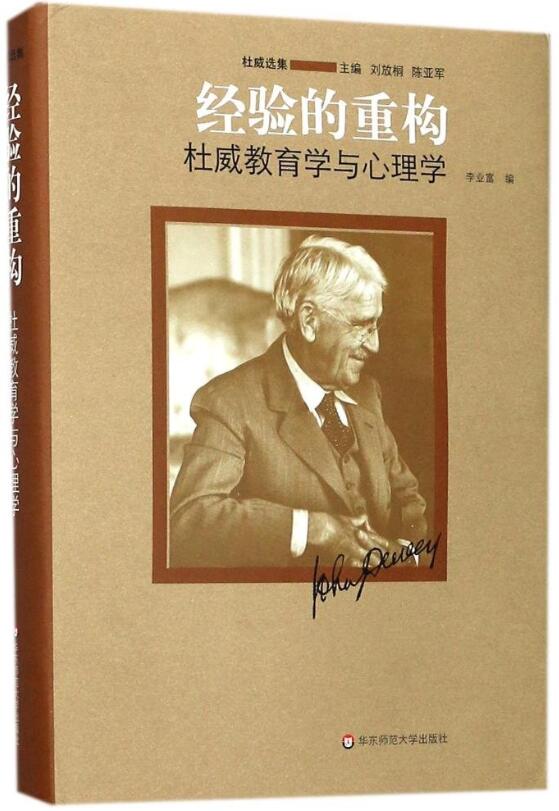 杜威选集 主编 刘放桐 陈亚军
经验的重构
杜威教育学与心理学 李业富 编
John Dewey
华东师范大学出版社
选集
经验的重构
杜威教育学与心理学